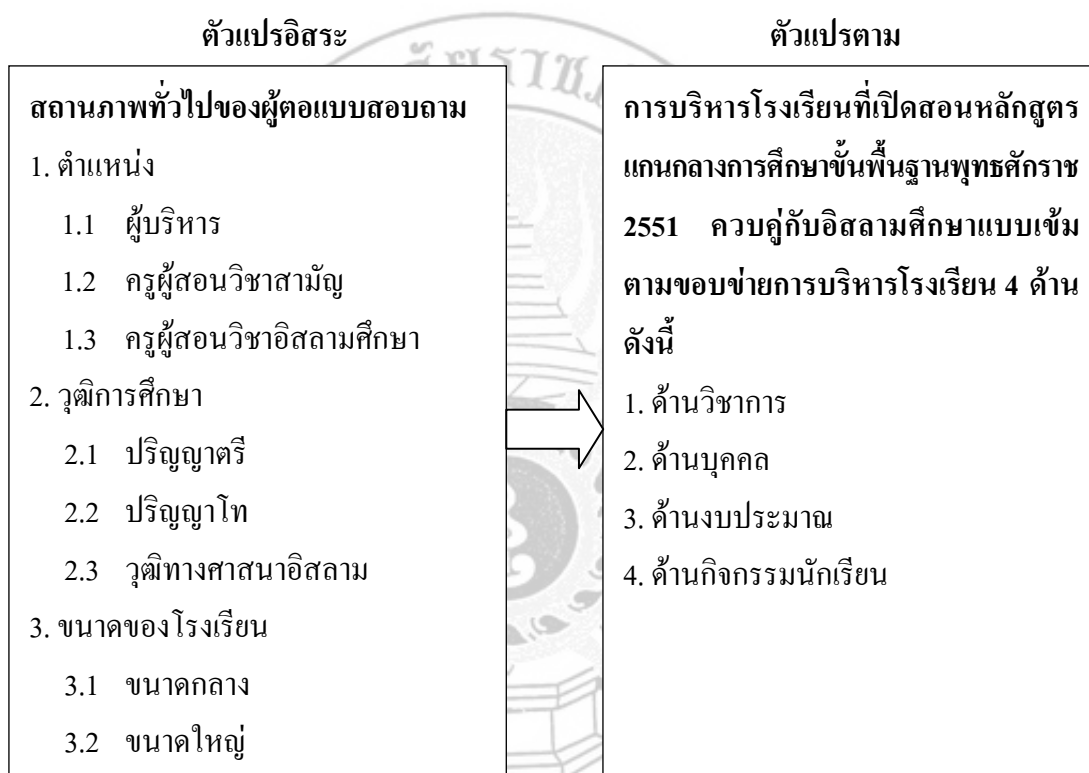 ตัวแปรอิสระ
ตัวแปรตาม
สถานภาพทั่วไปของผู้ตอแบบสอบถาม
1. ตำแหน่ง
1.1 ผู้บริหาร
1.2 ครูผู้สอนวิชาสามัญ
1.3 ครูผู้สอนวิชาอิสลามศึกษา
2. วุฒิการศึกษา
2.1 ปริญญาตรี
2.2 ปริญญาโท
2.3 วุฒิทางศาสนาอิสลาม
3. ขนาดของโรงเรียน
3.1 ขนาดกลาง
3.2 ขนาดใหญ่
การบริหารโรงเรียนที่เปิดสอนหลักสูตร
แกนกลางการศึกษาขั้นพื้นฐานพุทธศักราช
2551 ควบคู่กับอิสลามศึกษาแบบเข้ม
ตามขอบข่ายการบริหารโรงเรียน 4 ด้าน
ดังนี้
1. ด้านวิชาการ
2. ด้านบุคคล
3. ด้านงบประมาณ
4. ด้านกิจกรรมนักเรียน